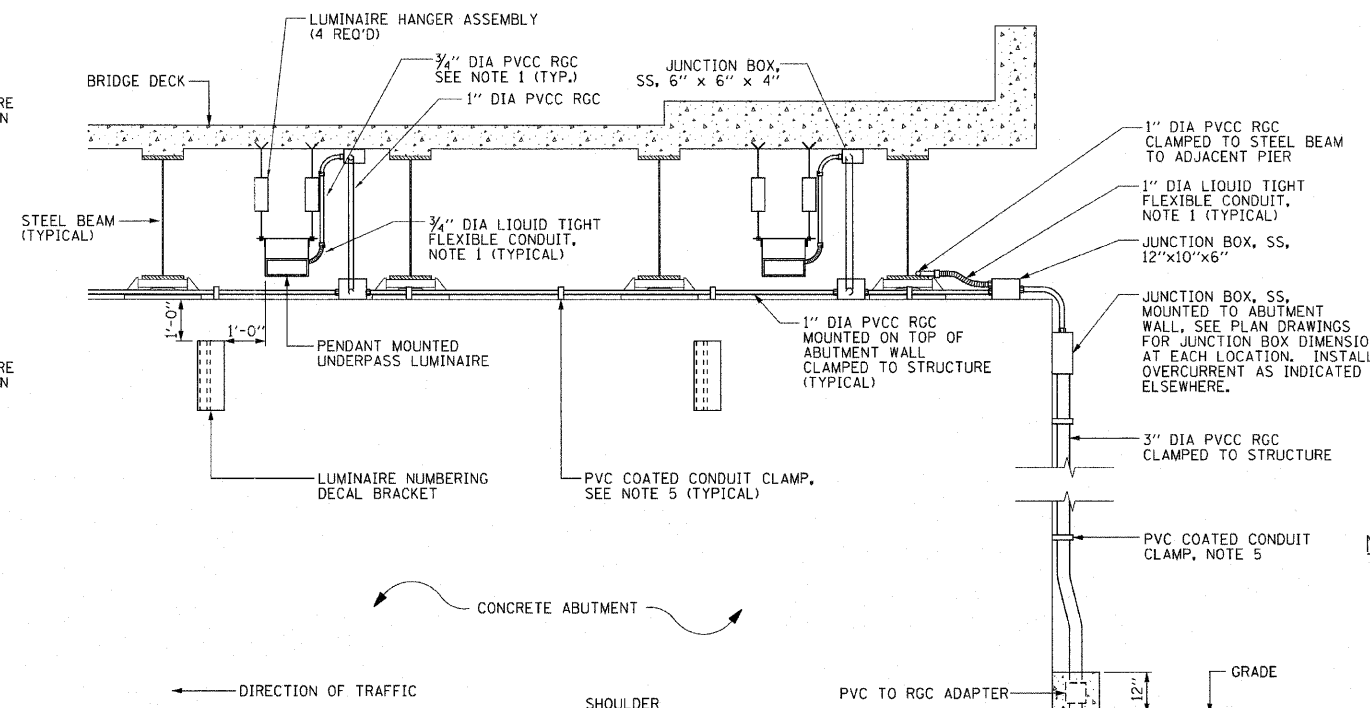 LUMINAIRE HANGER ASSEMBLY
(4 REQ'D)
3/4" DIA PVCC RGC
SEE NOTE 1 (TYP.)
1" DIA PVCC RGC
JUNCTION BOX,
SS, 6" x 6" x 4"
BRIDGE DECK
RE
N
1" DIA PVCC RGC
CLAMPED TO STEEL BEAM
TO ADJACENT PIER
1" DIA LIQUID TIGHT
FLEXIBLE CONDUIT,
NOTE 1 (TYPICAL)
STEEL BEAM
(TYPICAL)
3/4" DIA LIQUID TIGHT
FLEXIBLE CONDUIT,
NOTE 1 (TYPICAL)
JUNCTION BOX, SS,
12"x10"x6"
1'-0"
1'-0"
PENDANT MOUNTED
UNDERPASS LUMINAIRE
1" DIA PVCC RGC
MOUNTED ON TOP OF
ABUTMENT WALL
CLAMPED TO STRUCTURE
(TYPICAL)
JUNCTION BOX, SS,
MOUNTED TO ABUTMENT
WALL, SEE PLAN DRAWINGS
FOR JUNCTION BOX DIMENSIO
AT EACH LOCATION. INSTALL
OVERCURRENT AS INDICATED
ELSEWHERE.
RE
N
3" DIA PVCC RGC
CLAMPED TO STRUCTURE
LUMINAIRE NUMBERING
DECAL BRACKET
PVC COATED CONDUIT CLAMP,
SEE NOTE 5 (TYPICAL)
PVC COATED CONDUIT
CLAMP, NOTE 5
CONCRETE ABUTMENT
DIRECTION OF TRAFFIC
SHOULDER
PVC TO RGC ADAPTER
12"
GRADE